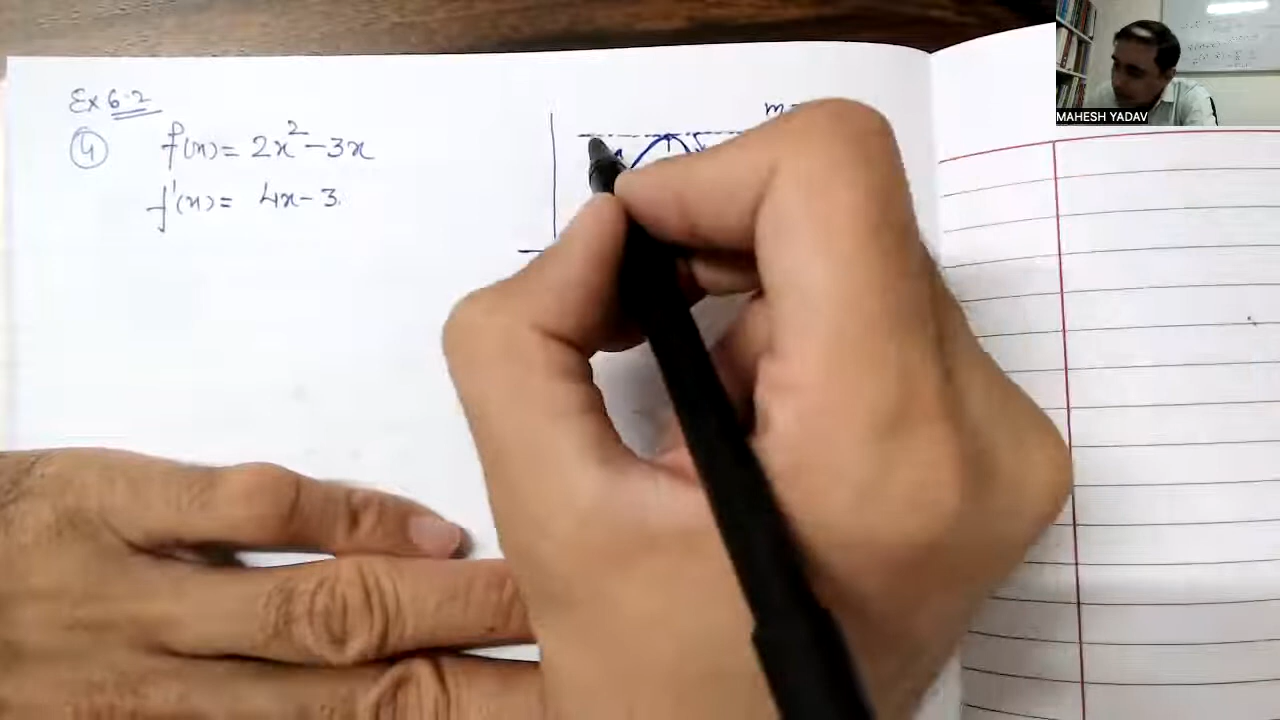 Ex 6.2
④ f(x) = 2x² - 3x
f'(x) = 4x - 3.
MAHESH YADAV